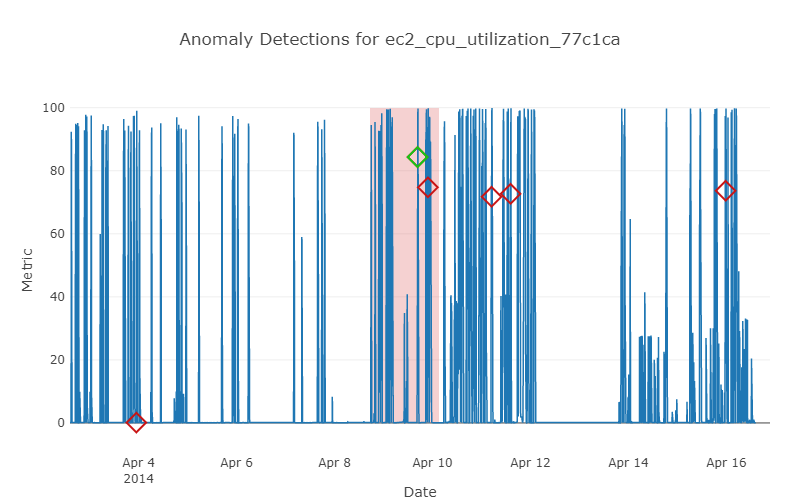 Anomaly Detections for ec2_cpu_utilization_77c1ca
100
80
60
40
20
0
Metric
Apr 4
2014
Apr 6
Apr 8
Apr 10
Apr 12
Apr 14
Apr 16
Date